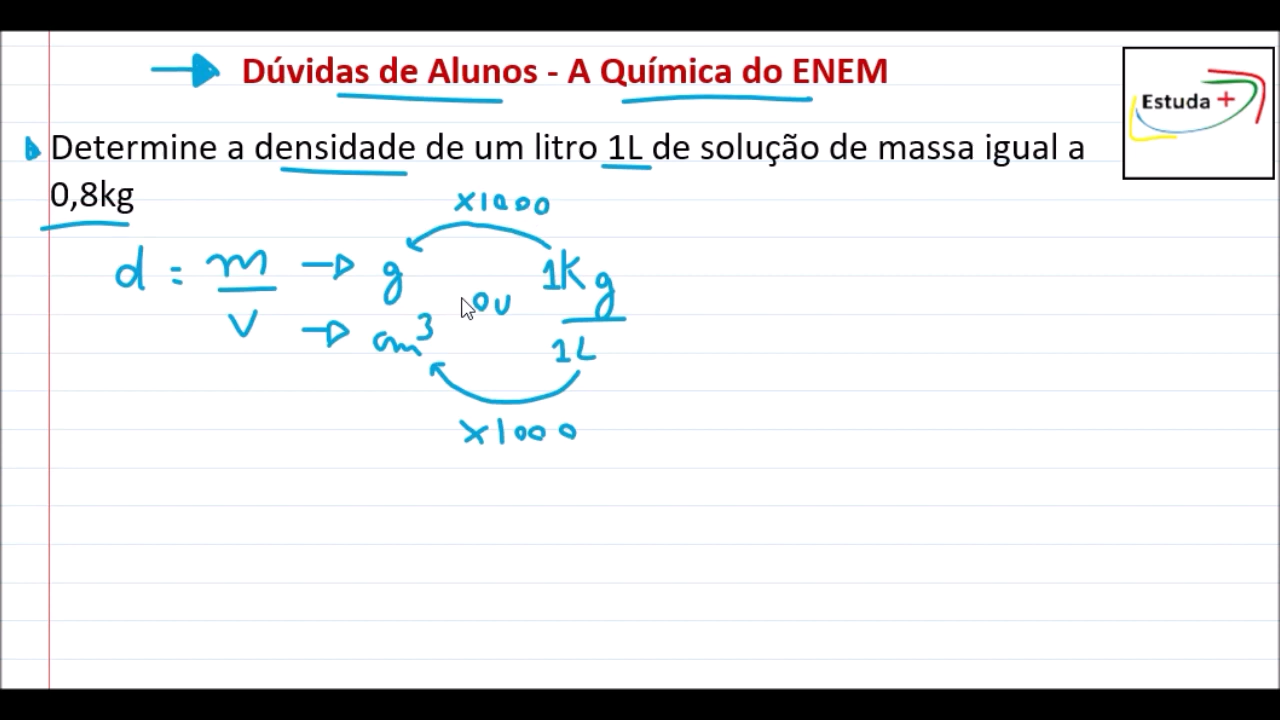 Dúvidas de Alunos - A Química do ENEM
Estuda +
Determine a densidade de um litro 1L de solução de massa igual a
0,8kg
x1000
d = m → g ou 1Kg
v → cm³ 1L
x1000